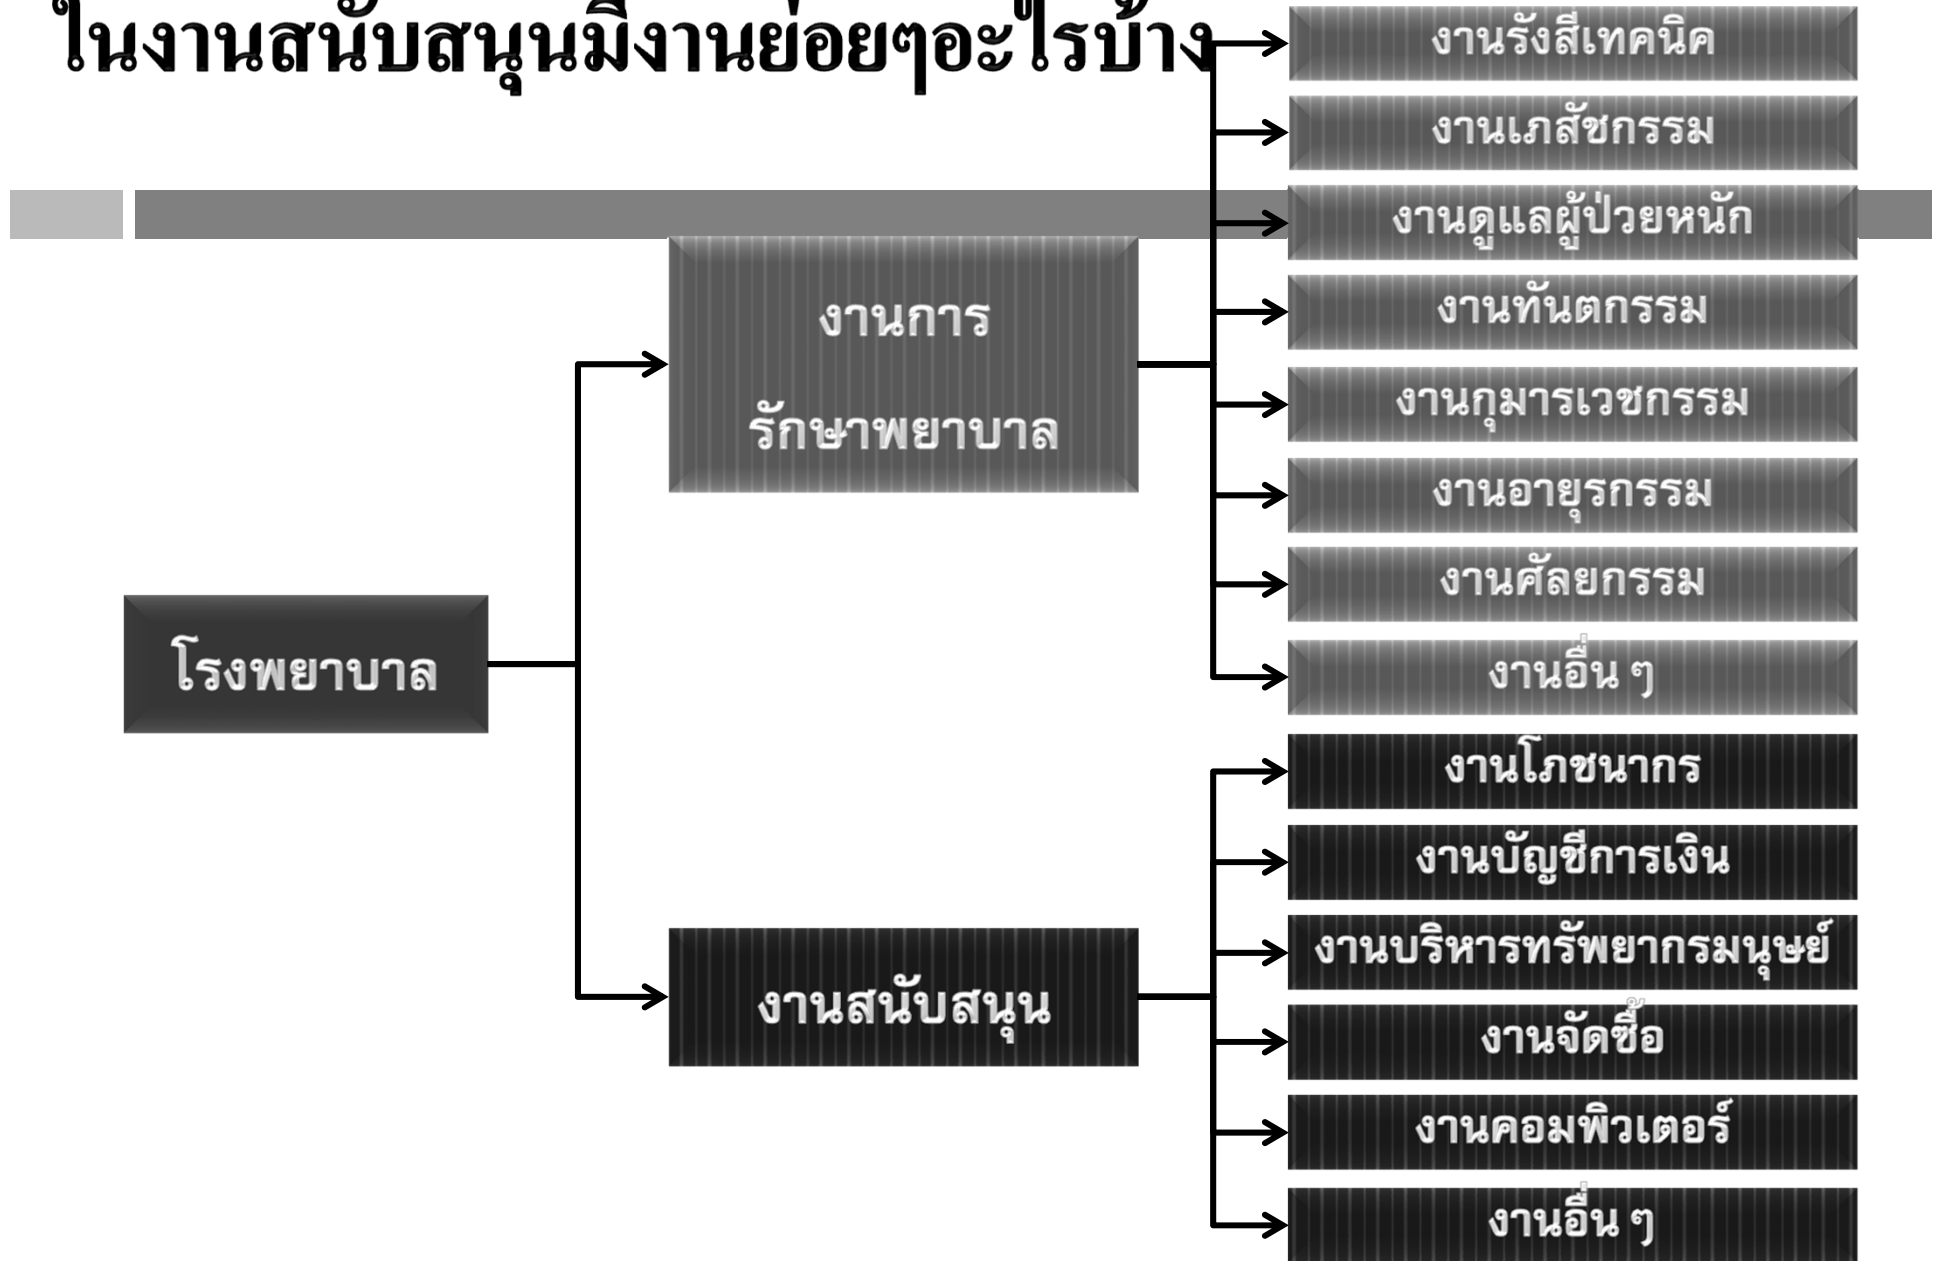 ในงานสนับสนุนมีงานย่อยๆอะไรบ้าง
งานรังสีเทคนิค
งานเภสัชกรรม
งานดูแลผู้ป่วยหนัก
งานทันตกรรม
งานกุมารเวชกรรม
งานอายุรกรรม
งานศัลยกรรม
งานอื่น ๆ
งานการ
รักษาพยาบาล
โรงพยาบาล
งานสนับสนุน
งานโภชนากร
งานบัญชีการเงิน
งานบริหารทรัพยากรมนุษย์
งานจัดซื้อ
งานคอมพิวเตอร์
งานอื่น ๆ